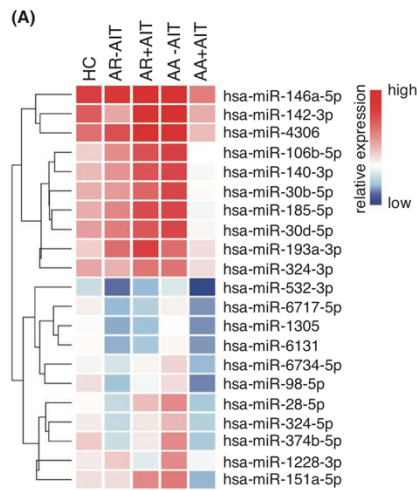 (A)
HC
AR-AIT
AR+AIT
AA -AIT
AA+AIT
hsa-miR-146a-5p
hsa-miR-142-3p
hsa-miR-4306
hsa-miR-106b-5p
hsa-miR-140-3p
hsa-miR-30b-5p
hsa-miR-185-5p
hsa-miR-30d-5p
hsa-miR-193a-3p
hsa-miR-324-3p
hsa-miR-532-3p
hsa-miR-6717-5p
hsa-miR-1305
hsa-miR-6131
hsa-miR-6734-5p
hsa-miR-98-5p
hsa-miR-28-5p
hsa-miR-324-5p
hsa-miR-374b-5p
hsa-miR-1228-3p
hsa-miR-151a-5p
relative expression
high
low